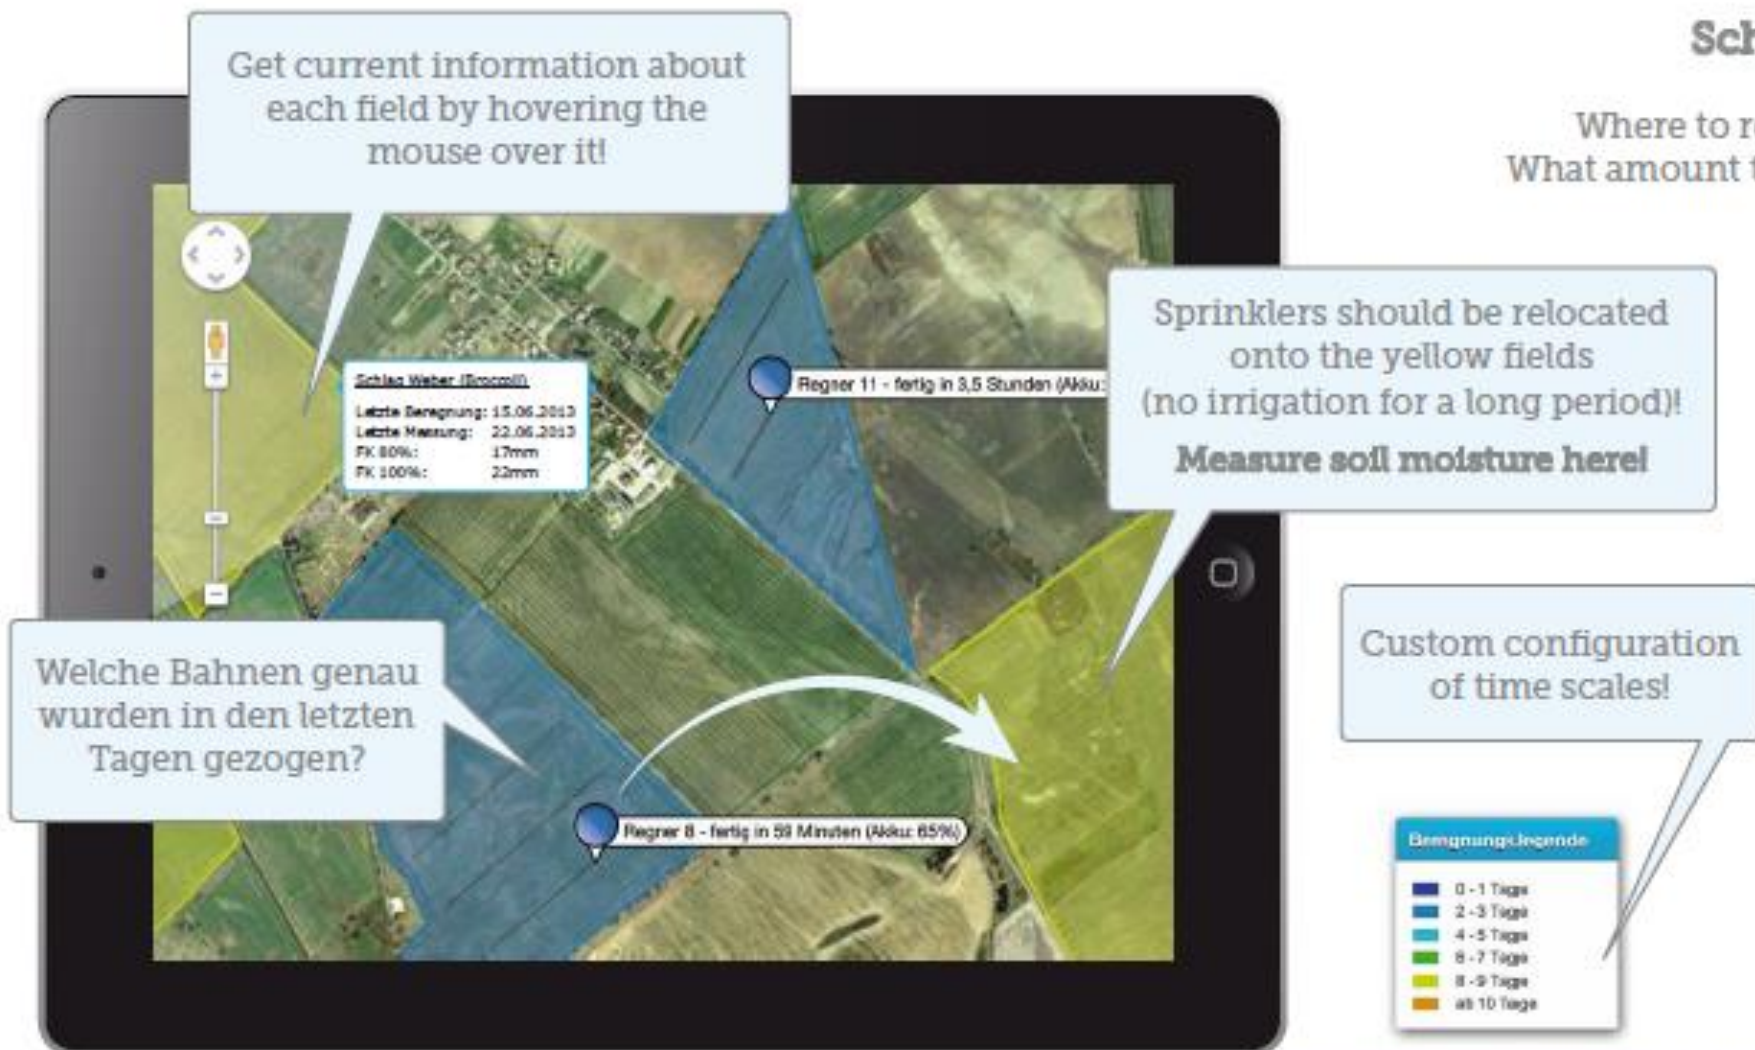 Sch
Where to r
What amount t
Get current information about
each field by hovering the
mouse over it!
Sprinklers should be relocated
onto the yellow fields
(no irrigation for a long period)!
Measure soil moisture here!
Schlag Weber (Broccoli)
Letzte Beregnung: 15.06.2013
Letzte Messung: 22.06.2013
FK 80%: 17mm
FK 100%: 22mm
Regner 11 - fertig in 3,5 Stunden (Akku:
Welche Bahnen genau
wurden in den letzten
Tagen gezogen?
Regner 8 - fertig in 59 Minuten (Akku: 65%)
Custom configuration
of time scales!
Beregnungslegende
0 - 1 Tage
2 - 3 Tage
4 - 5 Tage
6 - 7 Tage
8 - 9 Tage
ab 10 Tage